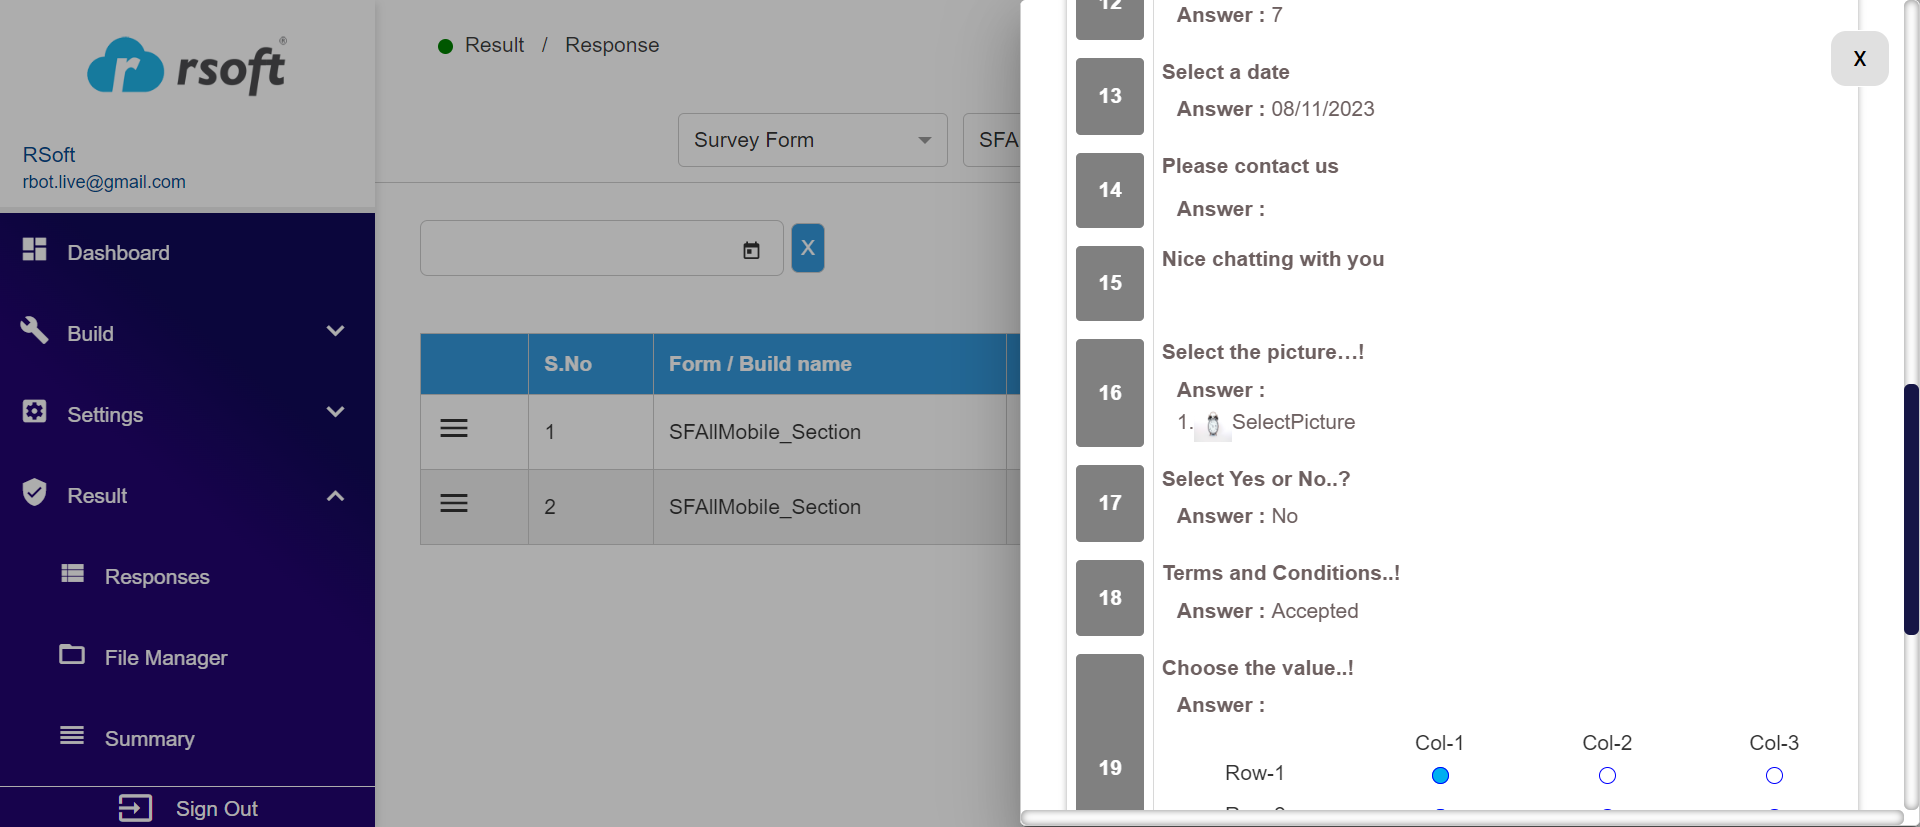 rsoft®
RSoft
rbot.live@gmail.com
Dashboard
Build
Settings
Result
Responses
File Manager
Summary
Sign Out
Result / Response
Survey Form
SFA
X
S.No Form / Build name
1 SFAllMobile_Section
2 SFAllMobile_Section
X
12
Answer : 7
13 Select a date
Answer : 08/11/2023
14 Please contact us
Answer :
15 Nice chatting with you
16 Select the picture...!
Answer :
1. SelectPicture
17 Select Yes or No..?
Answer : No
18 Terms and Conditions..!
Answer : Accepted
19 Choose the value..!
Answer :
Col-1 Col-2 Col-3
Row-1